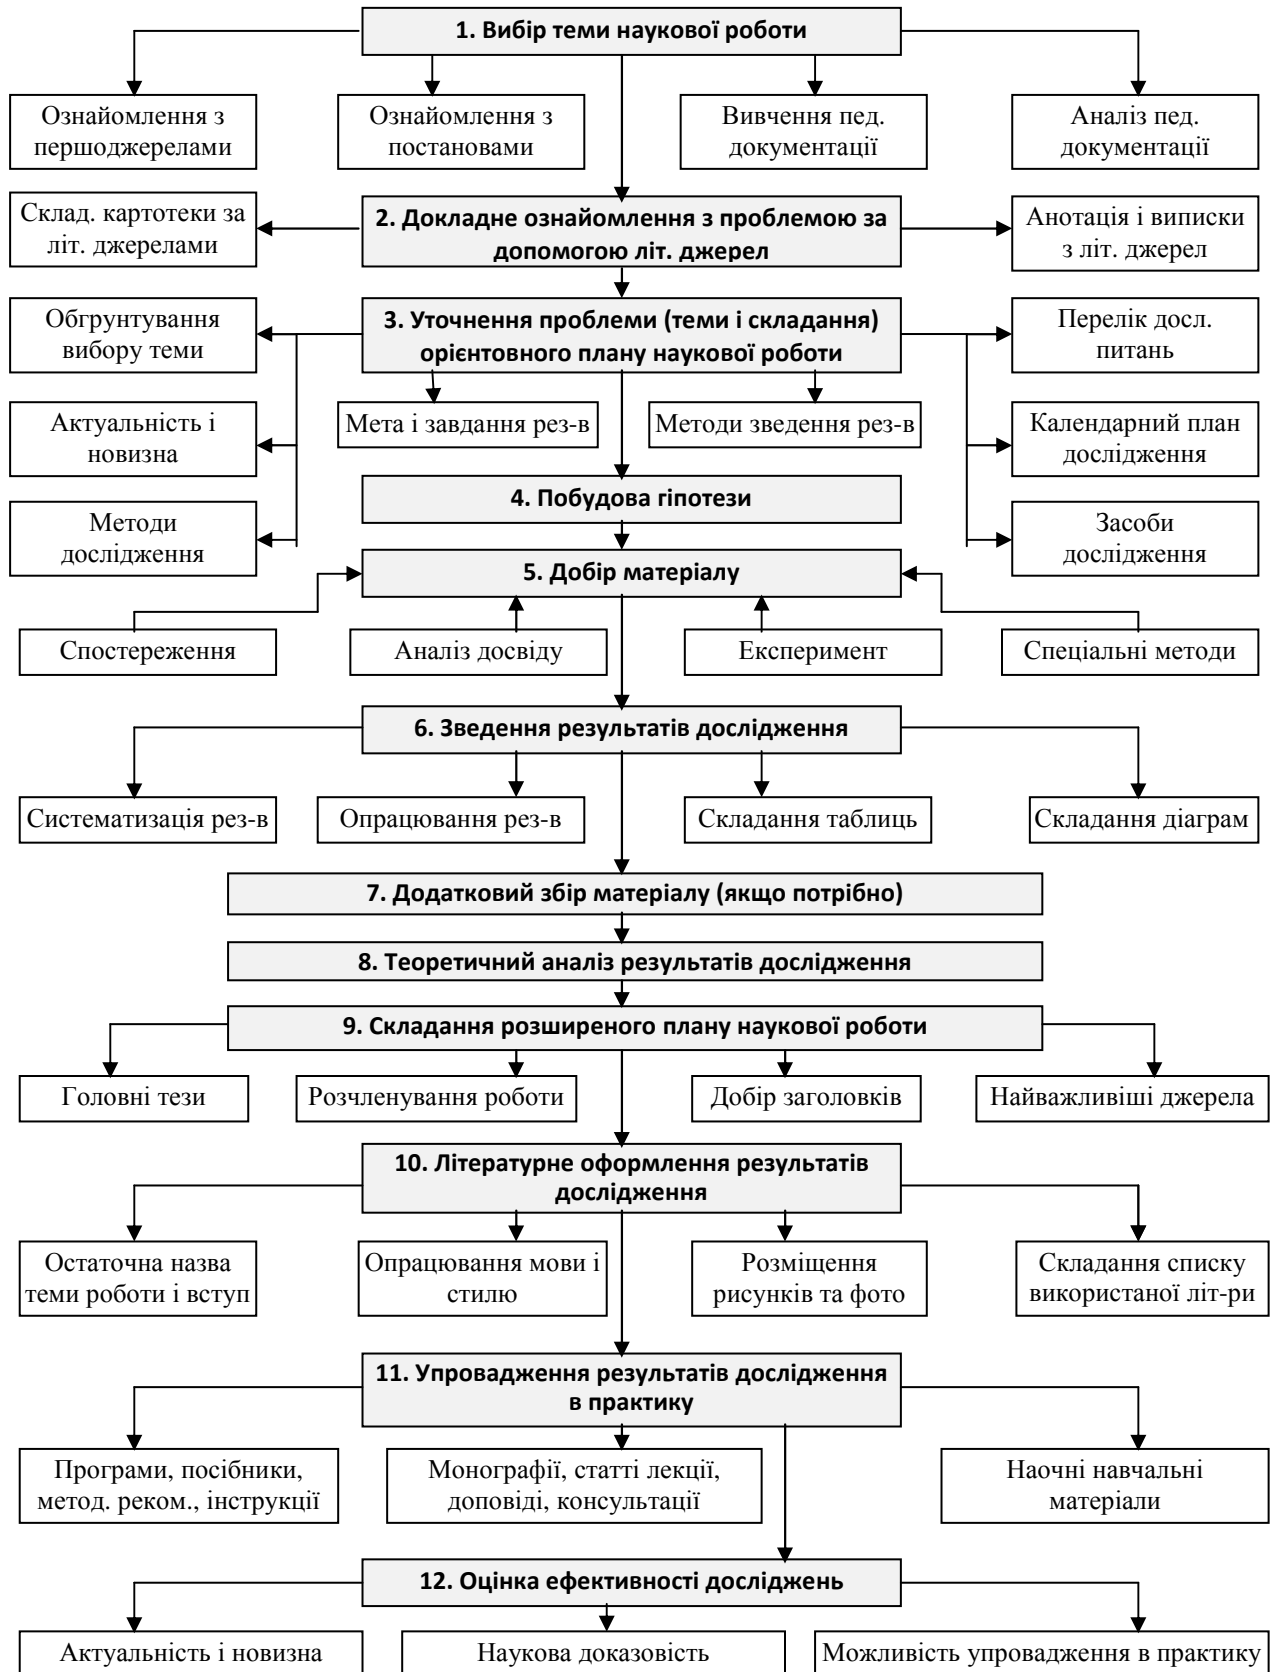 1. Вибір теми наукової роботи
Ознайомлення з
першоджерелами
Ознайомлення з
постановами
Вивчення пед.
документації
Аналіз пед.
документації
Склад. картотеки за
літ. джерелами
2. Докладне ознайомлення з проблемою за
допомогою літ. джерел
Анотація і виписки
з літ. джерел
Обгрунтування
вибору теми
3. Уточнення проблеми (теми і складання)
орієнтовного плану наукової роботи
Перелік досл.
питань
Актуальність і
новизна
Мета і завдання рез-в
Методи зведення рез-в
Календарний план
дослідження
Методи
дослідження
4. Побудова гіпотези
Засоби
дослідження
5. Добір матеріалу
Спостереження
Аналіз досвіду
Експеримент
Спеціальні методи
6. Зведення результатів дослідження
Систематизація рез-в
Опрацювання рез-в
Складання таблиць
Складання діаграм
7. Додатковий збір матеріалу (якщо потрібно)
8. Теоретичний аналіз результатів дослідження
9. Складання розширеного плану наукової роботи
Головні тези
Розчленування роботи
Добір заголовків
Найважливіші джерела
10. Літературне оформлення результатів
дослідження
Остаточна назва
теми роботи і вступ
Опрацювання мови і
стилю
Розміщення
рисунків та фото
Складання списку
використаної літ-ри
11. Упровадження результатів дослідження
в практику
Програми, посібники,
метод. реком., інструкції
Монографії, статті лекції,
доповіді, консультації
Наочні навчальні
матеріали
12. Оцінка ефективності досліджень
Актуальність і новизна
Наукова доказовість
Можливість упровадження в практику